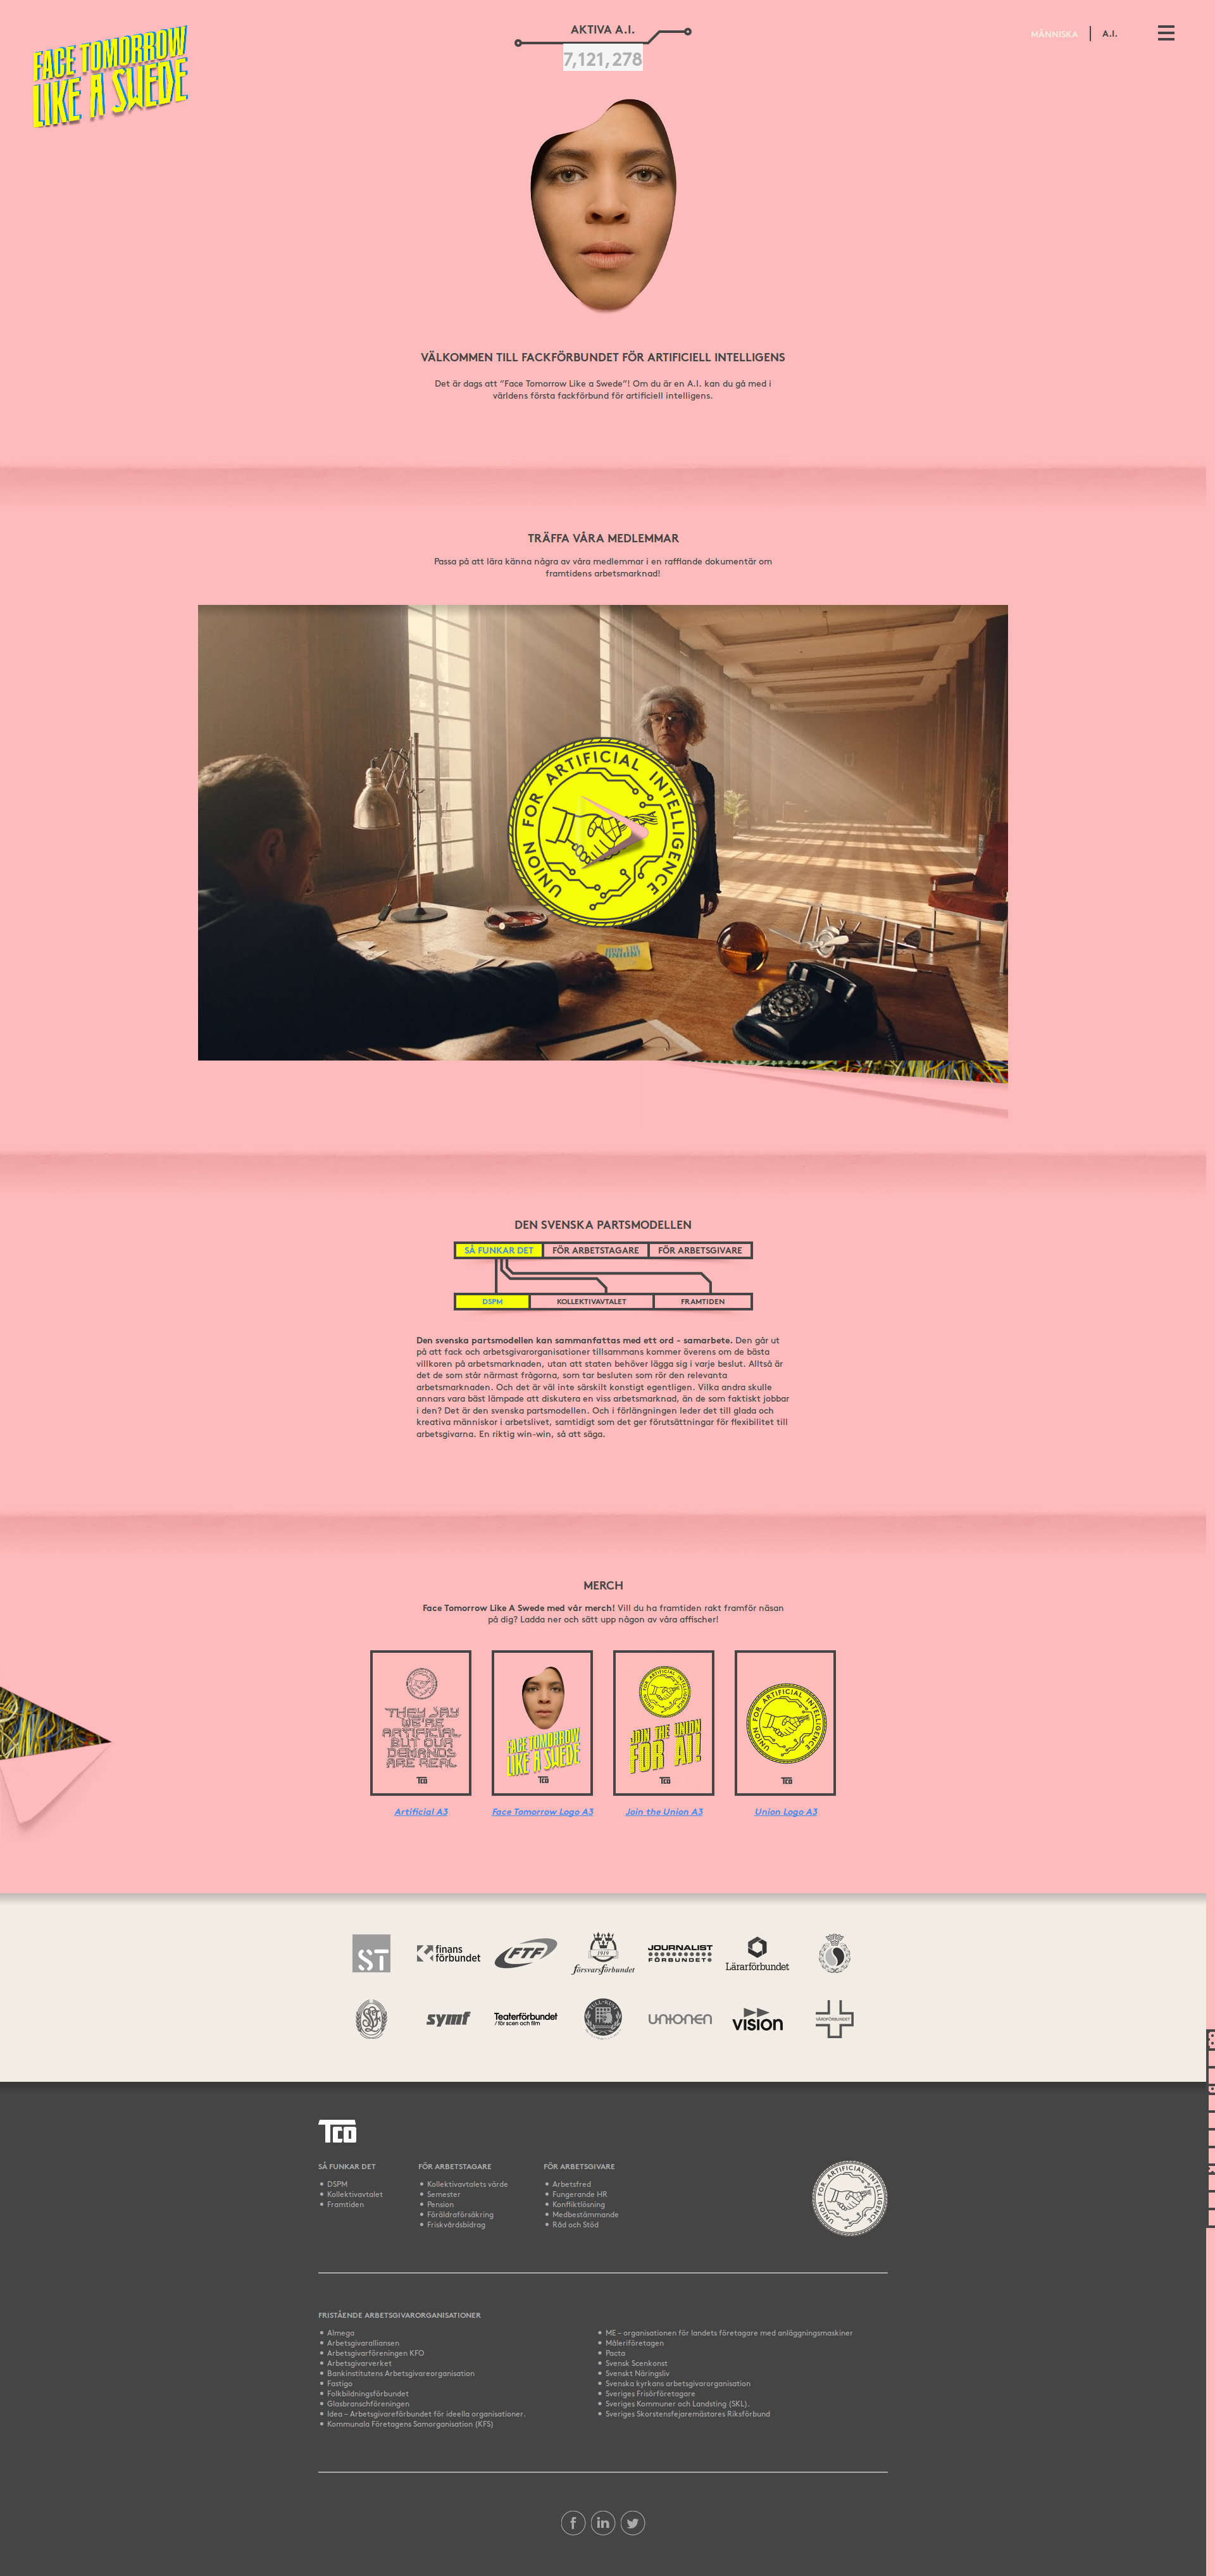 FACE TOMORROW
LIKE A SWEDE
AKTIVA A.I.
7,121,278
MÄNNISKA
A.I.
VÄLKOMMEN TILL FACKFÖRBUNDET FÖR ARTIFICIELL INTELLIGENS
Det är dags att "Face Tomorrow Like a Swede"! Om du är en A.I. kan du gå med i
världens första fackförbund för artificiell intelligens.
TRÄFFA VÅRA MEDLEMMAR
Passa på att lära känna några av våra medlemmar i en rafflande dokumentär om
framtidens arbetsmarknad!
UNION FOR ARTIFICIAL INTELLIGENCE
DEN SVENSKA PARTSMODELLEN
SÅ FUNKAR DET
FÖR ARBETSTAGARE
FÖR ARBETSGIVARE
DSPM
KOLLEKTIVAVTALET
FRAMTIDEN
Den svenska partsmodellen kan sammanfattas med ett ord - samarbete. Den går ut
på att fack och arbetsgivarorganisationer tillsammans kommer överens om de bästa
villkoren på arbetsmarknaden, utan att staten behöver lägga sig i varje beslut. Alltså är
det de som står närmast frågorna, som tar besluten som rör den relevanta
arbetsmarknaden. Och det är väl inte särskilt konstigt egentligen. Vilka andra skulle
annars vara bäst lämpade att diskutera en viss arbetsmarknad, än de som faktiskt jobbar
i den? Det är den svenska partsmodellen. Och i förlängningen leder det till glada och
kreativa människor i arbetslivet, samtidigt som det ger förutsättningar för flexibilitet till
arbetsgivarna. En riktig win-win, så att säga.
MERCH
Face Tomorrow Like A Swede med vår merch! Vill du ha framtiden rakt framför näsan
på dig? Ladda ner och sätt upp någon av våra affischer!
THEY SAY
WE'RE
ARTIFICIAL
BUT OUR
DEMANDS
ARE REAL
TCO
FACE TOMORROW
LIKE A SWEDE
TCO
UNION FOR ARTIFICIAL INTELLIGENCE
JOIN THE UNION
FOR AI!
TCO
UNION FOR ARTIFICIAL INTELLIGENCE
TCO
Artificial A3
Face Tomorrow Logo A3
Join the Union A3
Union Logo A3
ST
finans
förbundet
FTF
1919
försvarsförbundet
JOURNALIST
FÖRBUNDET
Lärarförbundet
symf
Teaterförbundet
/ för scen och film
TULL-KUST
UNIONEN
vision
VÅRDFÖRBUNDET
TCO
SÅ FUNKAR DET
DSPM
Kollektivavtalet
Framtiden
FÖR ARBETSTAGARE
Kollektivavtalets värde
Semester
Pension
Föräldraförsäkring
Friskvårdsbidrag
FÖR ARBETSGIVARE
Arbetsfred
Fungerande HR
Konfliktlösning
Medbestämmande
Råd och Stöd
UNION FOR ARTIFICIAL INTELLIGENCE
FRISTÅENDE ARBETSGIVARORGANISATIONER
Almega
Arbetsgivaralliansen
Arbetsgivarföreningen KFO
Arbetsgivarverket
Bankinstitutens Arbetsgivareorganisation
Fastigo
Folkbildningsförbundet
Glasbranschföreningen
Idea – Arbetsgivareförbundet för ideella organisationer.
Kommunala Företagens Samorganisation (KFS)
ME – organisationen för landets företagare med anläggningsmaskiner
Måleriföretagen
Pacta
Svensk Scenkonst
Svenskt Näringsliv
Svenska kyrkans arbetsgivarorganisation
Sveriges Frisörföretagare
Sveriges Kommuner och Landsting (SKL).
Sveriges Skorstensfejaremästares Riksförbund